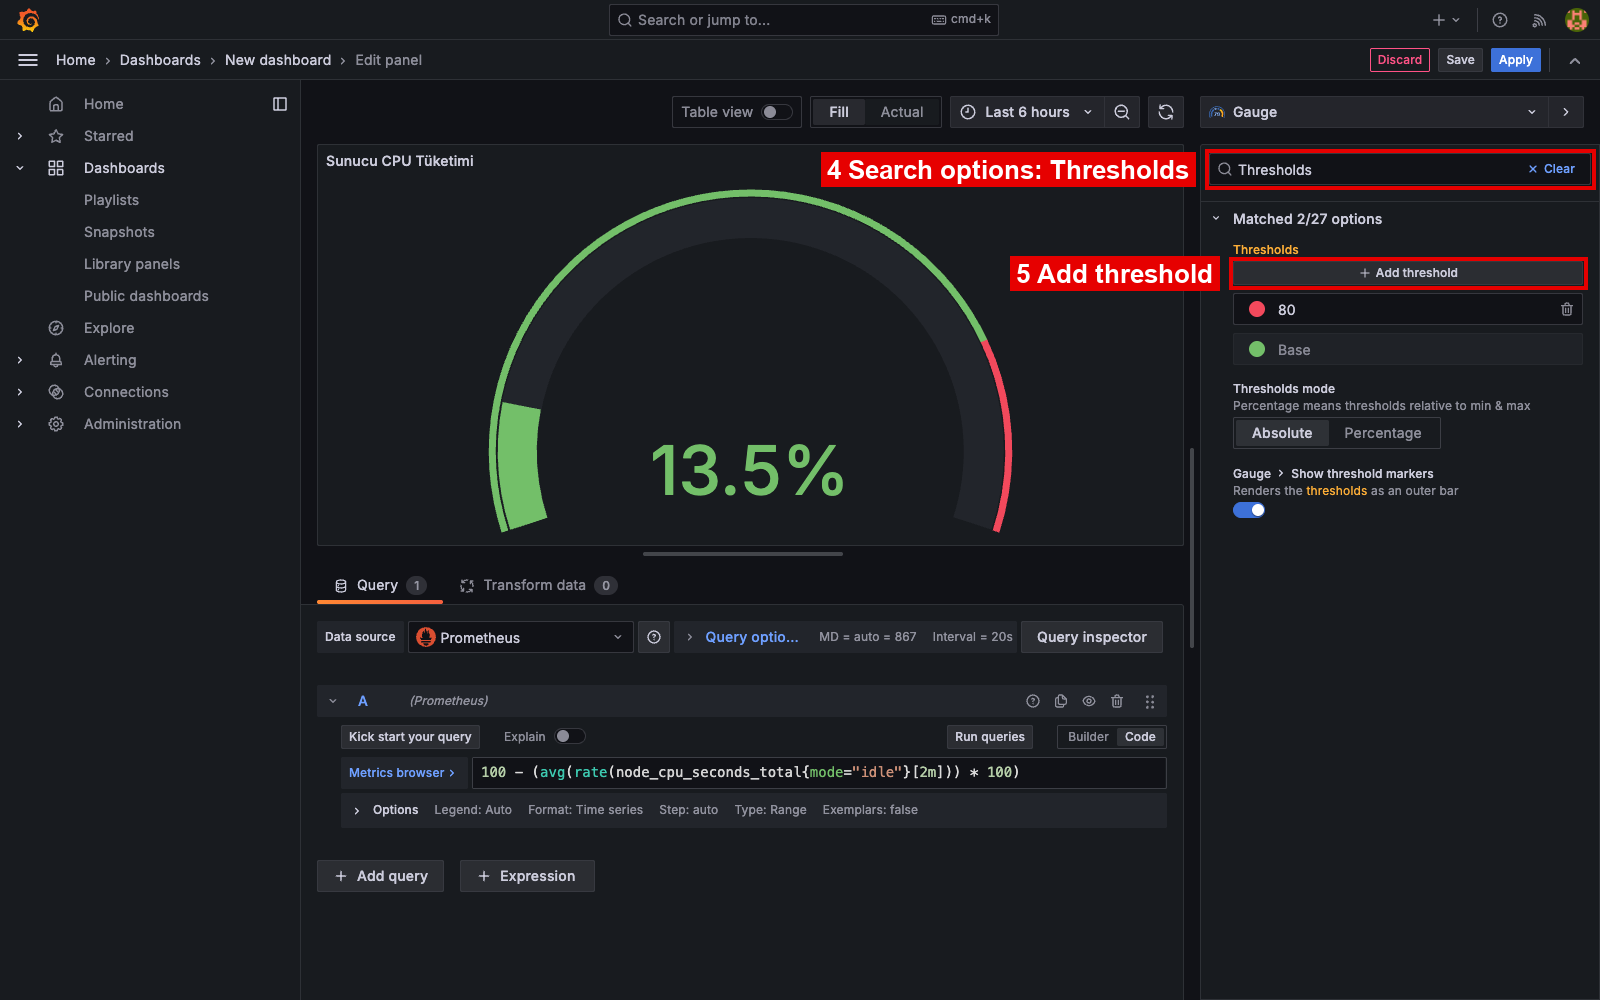 Search or jump to...
cmd+k
Home › Dashboards › New dashboard › Edit panel
Discard
Save
Apply
Home
Starred
Dashboards
Playlists
Snapshots
Library panels
Public dashboards
Explore
Alerting
Connections
Administration
Table view
Fill
Actual
Last 6 hours
Gauge
Sunucu CPU Tüketimi
13.5%
4 Search options: Thresholds
Thresholds
Clear
Matched 2/27 options
Thresholds
5 Add threshold
Add threshold
80
Base
Thresholds mode
Percentage means thresholds relative to min & max
Absolute
Percentage
Gauge > Show threshold markers
Renders the thresholds as an outer bar
Query 1
Transform data 0
Data source
Prometheus
Query optio...
MD = auto = 867
Interval = 20s
Query inspector
A
(Prometheus)
Kick start your query
Explain
Run queries
Builder
Code
Metrics browser >
100 - (avg(rate(node_cpu_seconds_total{mode="idle"}[2m])) * 100)
Options
Legend: Auto
Format: Time series
Step: auto
Type: Range
Exemplars: false
+ Add query
+ Expression